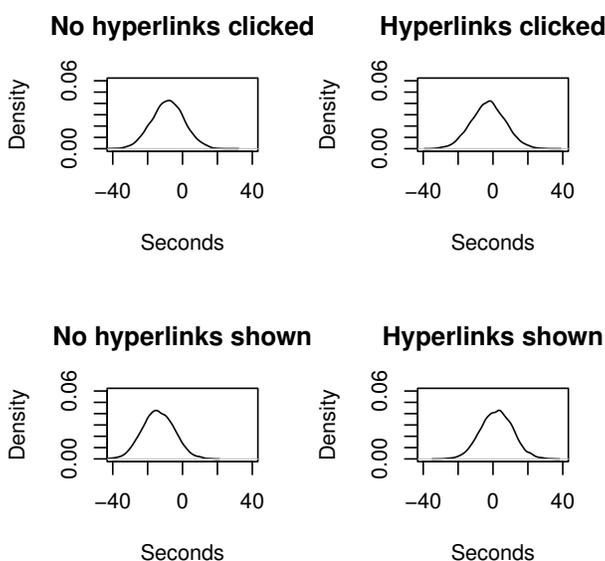 No hyperlinks clicked
Density
0.00 0.06
−40 0 40
Seconds
Hyperlinks clicked
Density
0.00 0.06
−40 0 40
Seconds
No hyperlinks shown
Density
0.00 0.06
−40 0 40
Seconds
Hyperlinks shown
Density
0.00 0.06
−40 0 40
Seconds